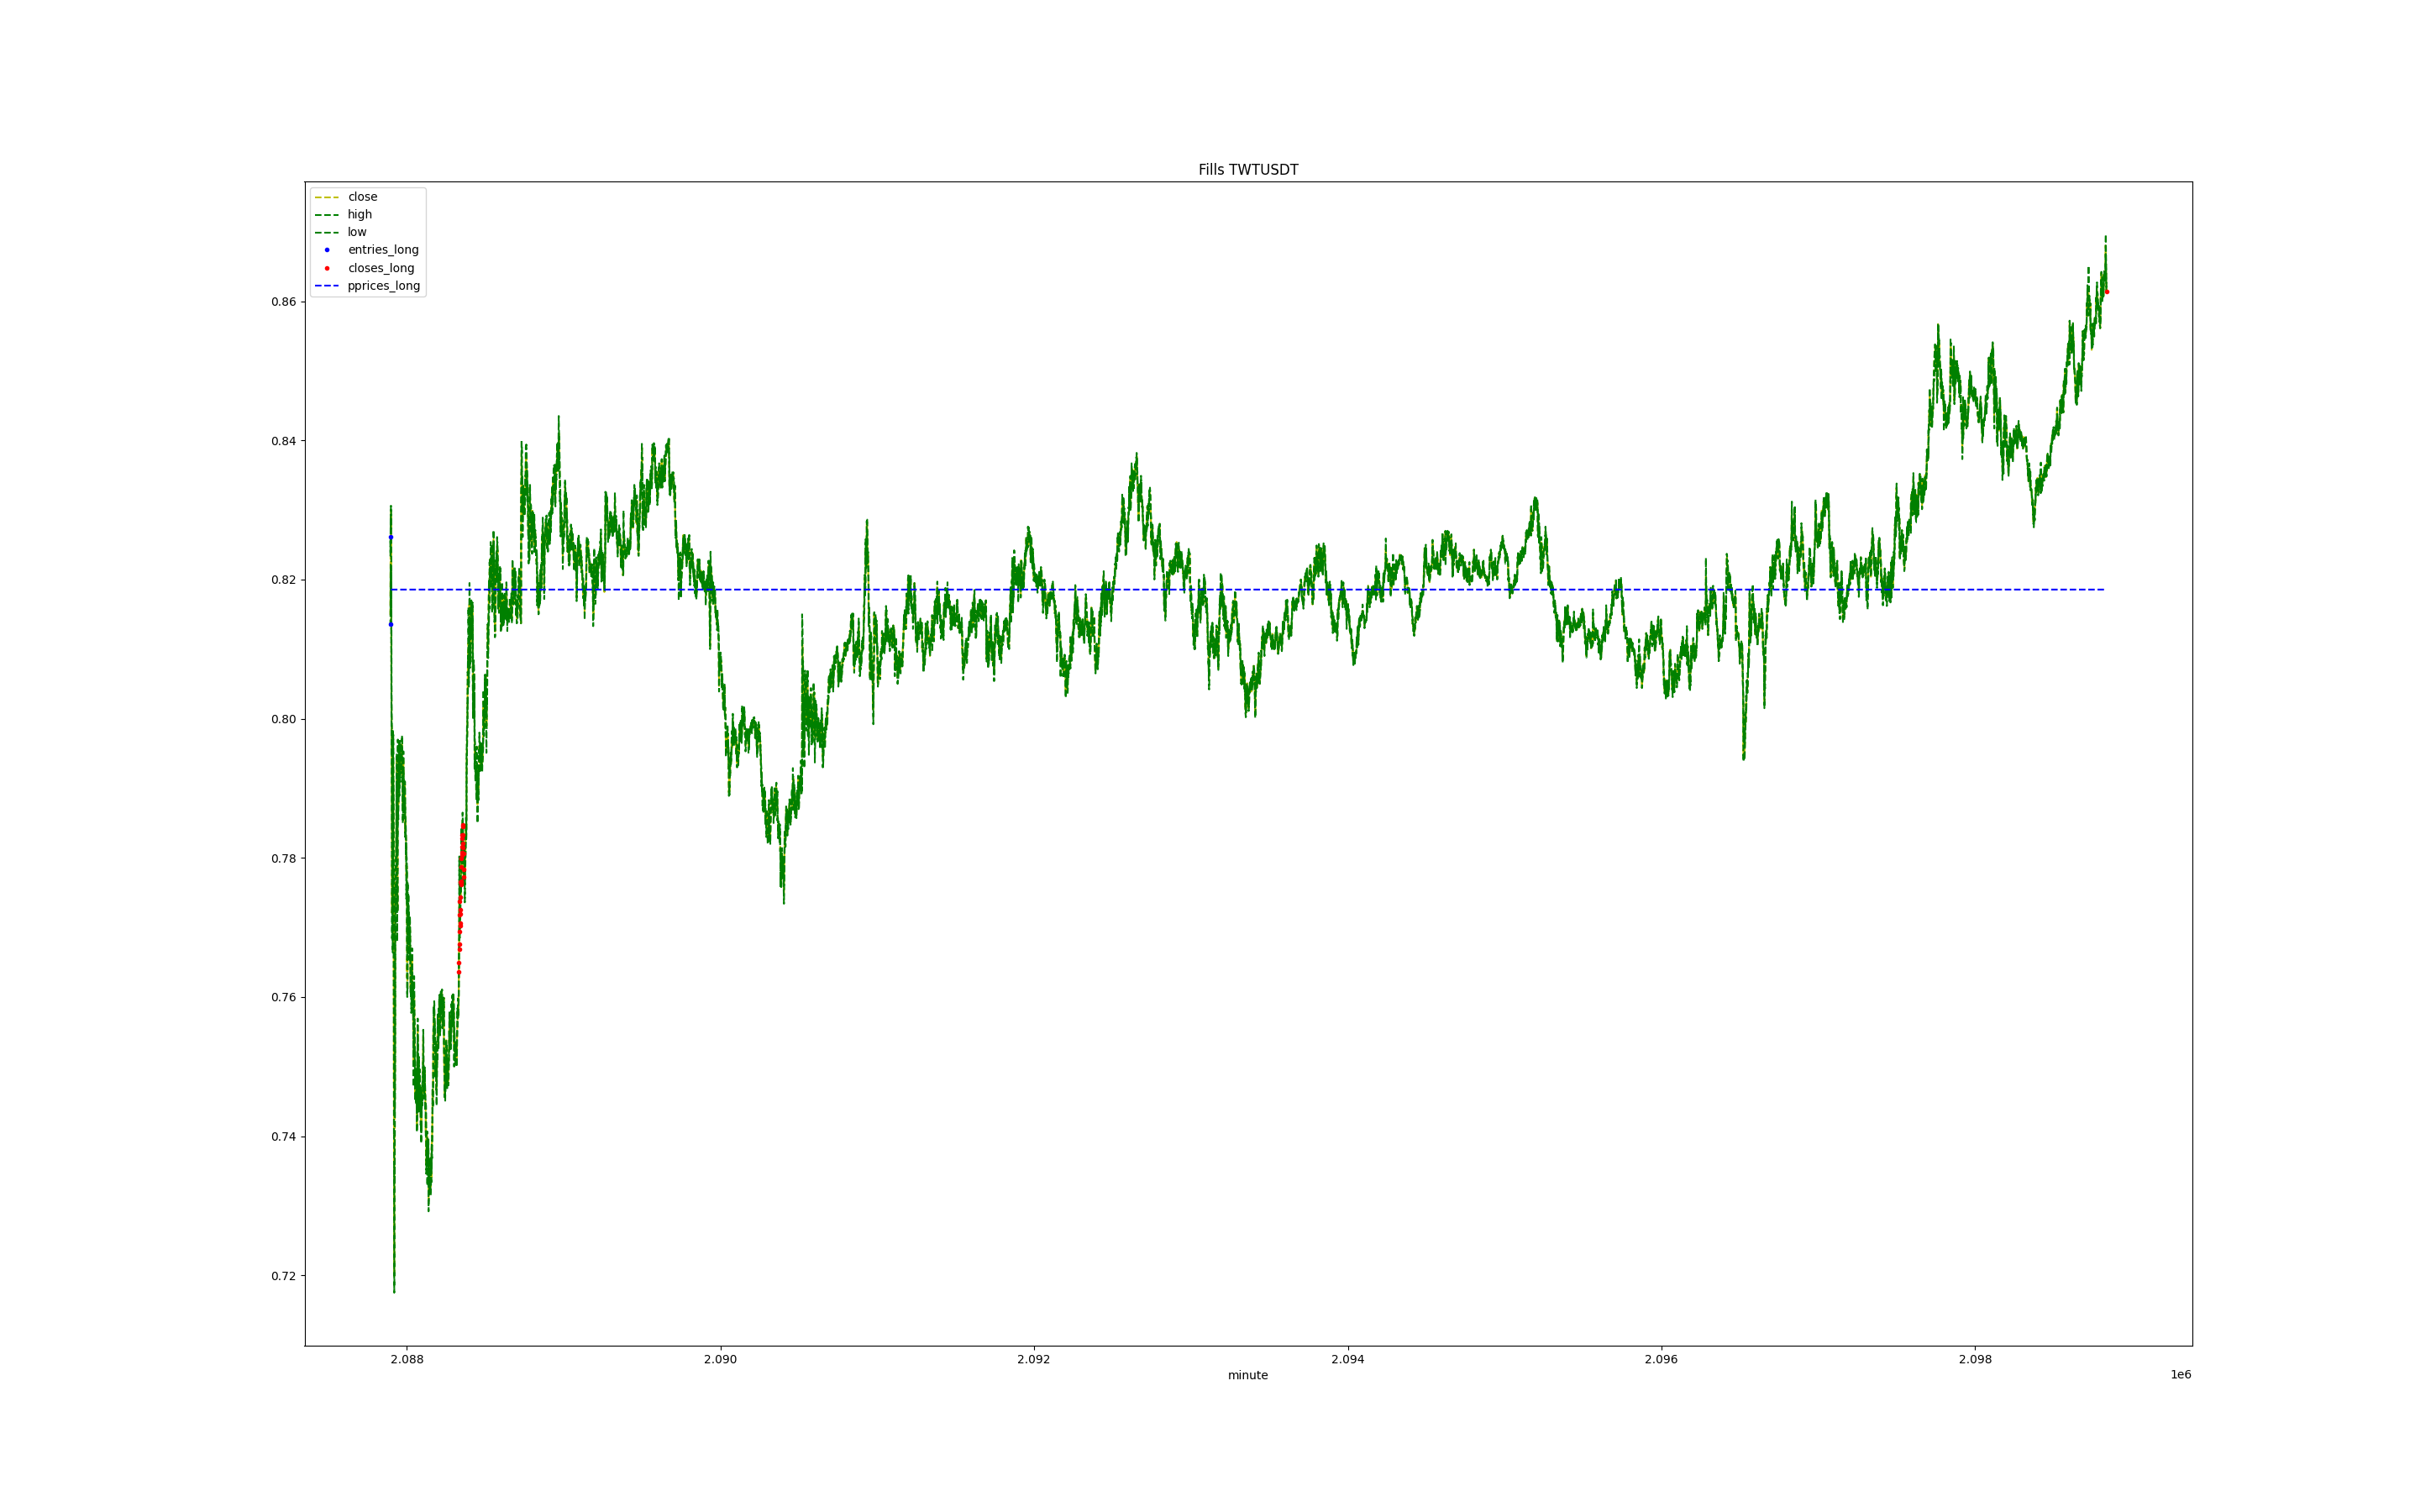 Fills TWTUSDT
close
high
low
entries_long
closes_long
pprices_long
0.86
0.84
0.82
0.80
0.78
0.76
0.74
0.72
2.088 2.090 2.092 2.094 2.096 2.098
minute 1e6